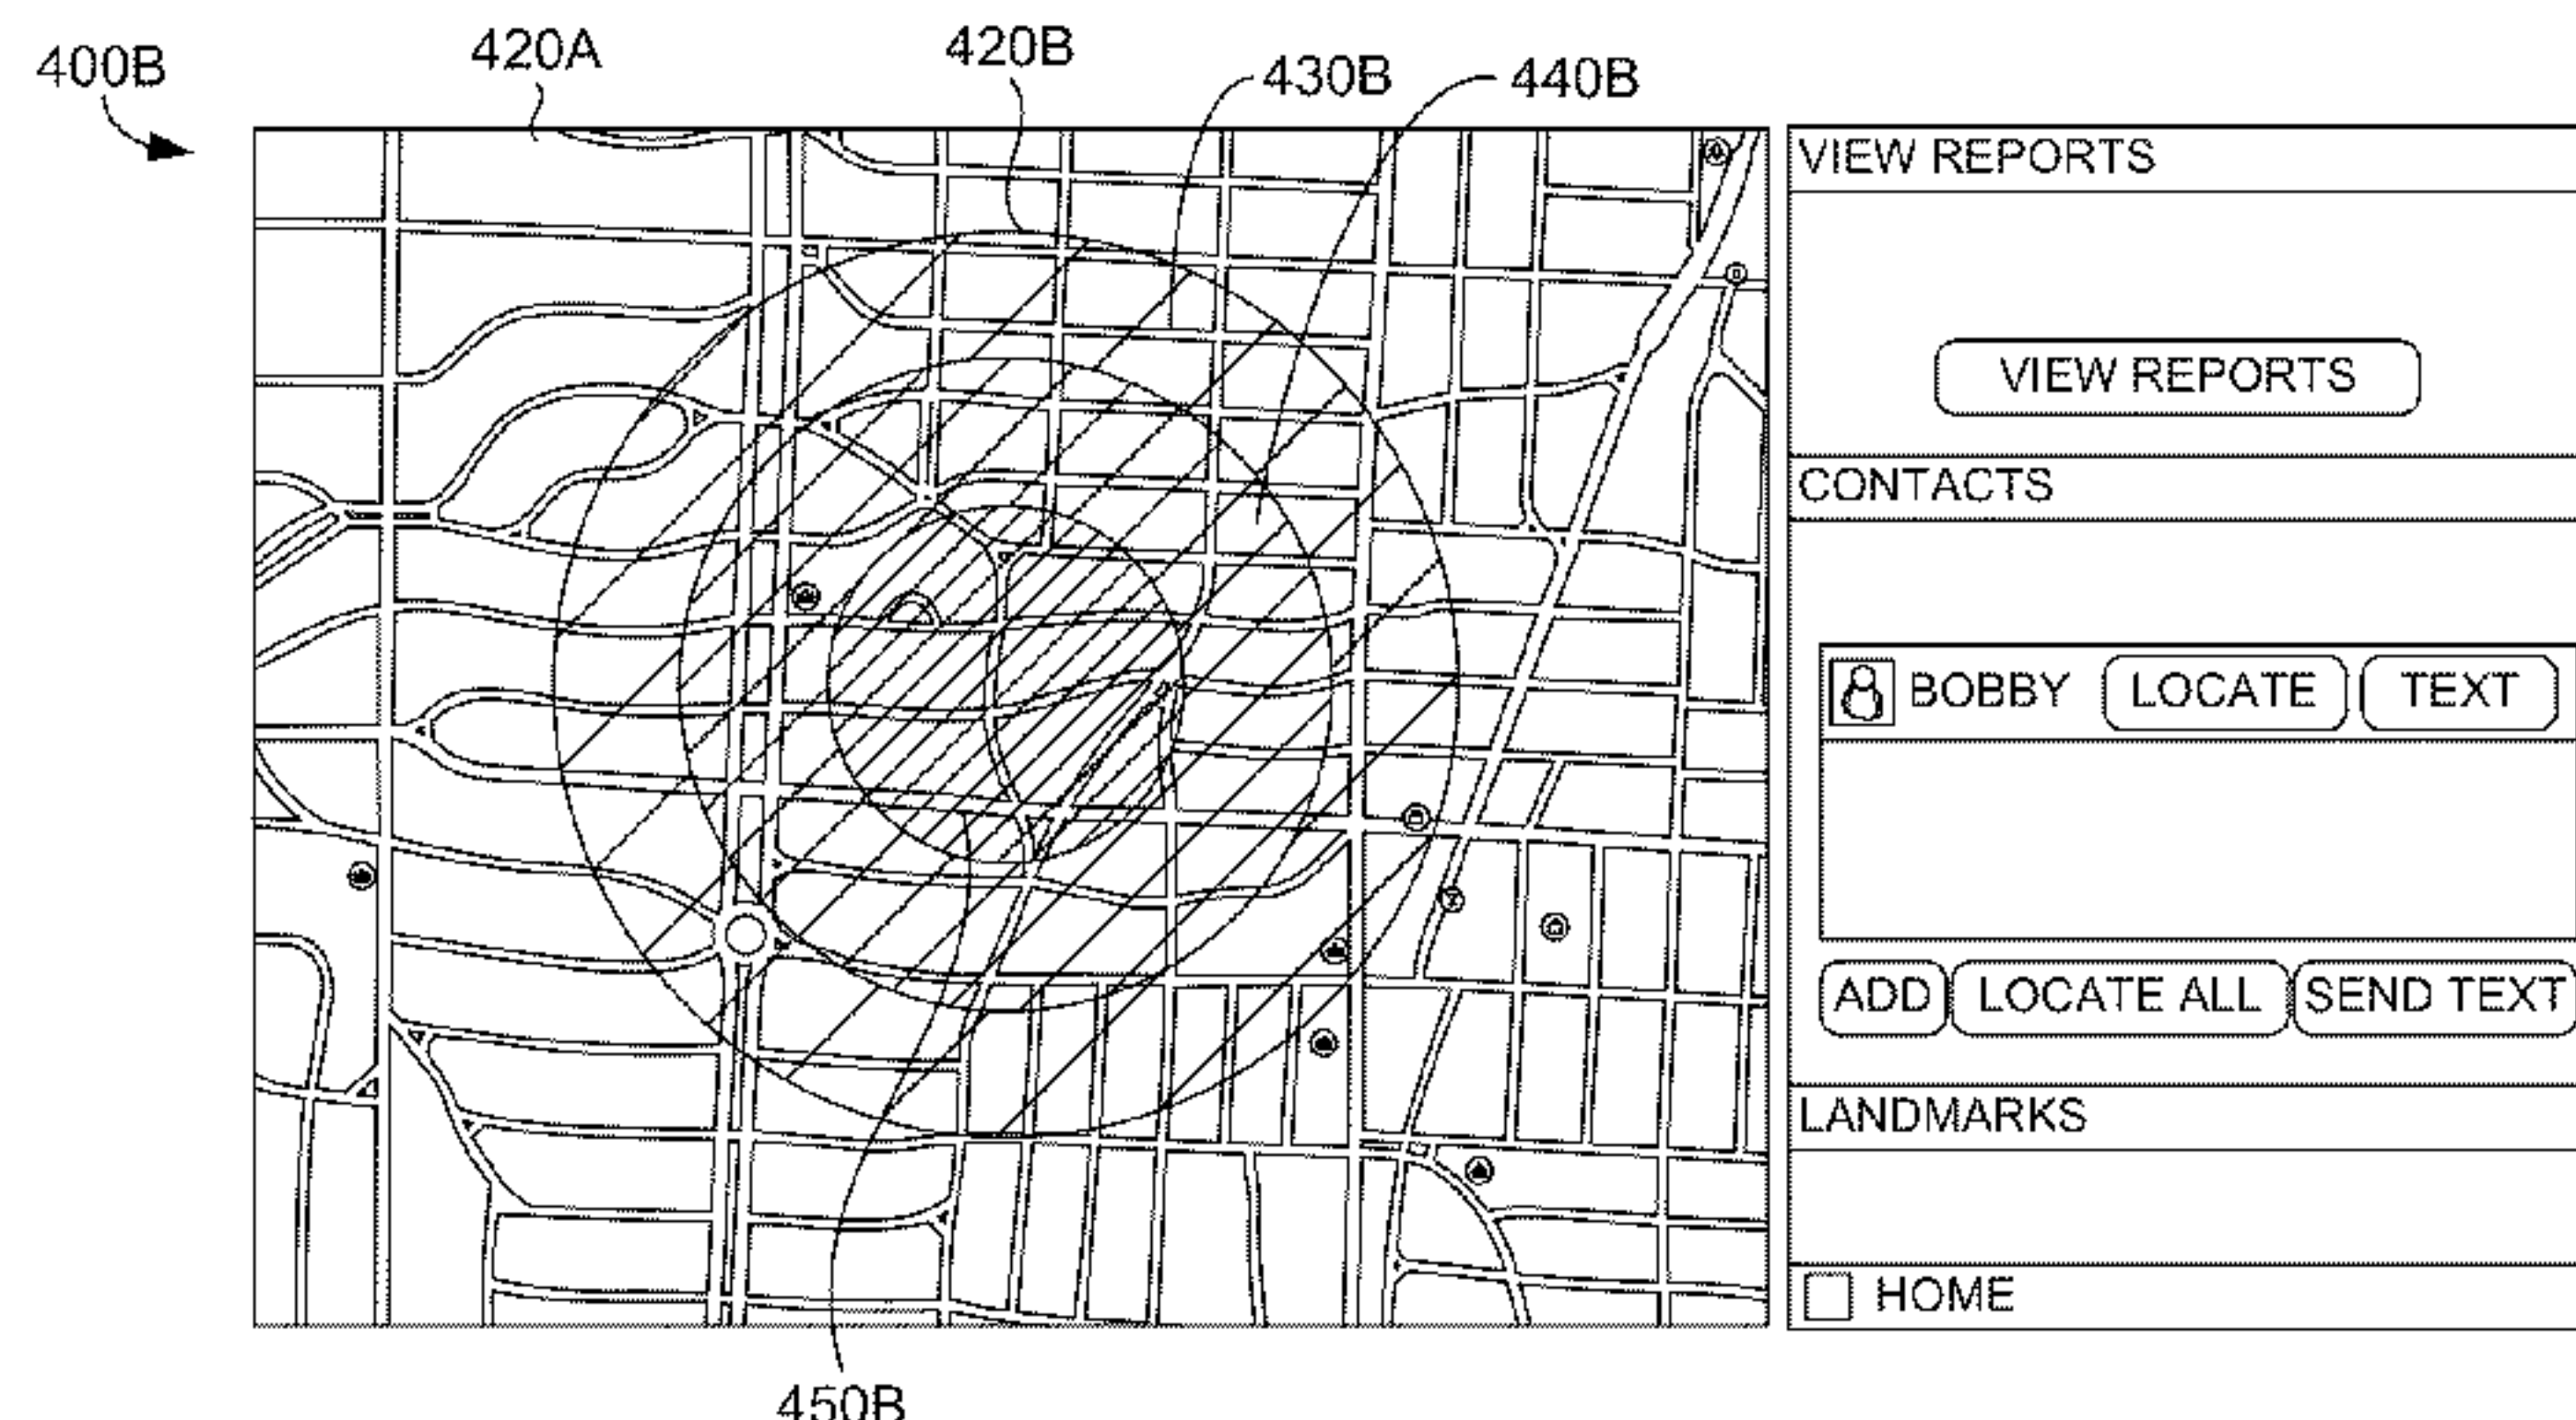 400B
420A
420B
430B
440B
VIEW REPORTS
VIEW REPORTS
CONTACTS
BOBBY LOCATE TEXT
ADD LOCATE ALL SEND TEXT
LANDMARKS
HOME
450B